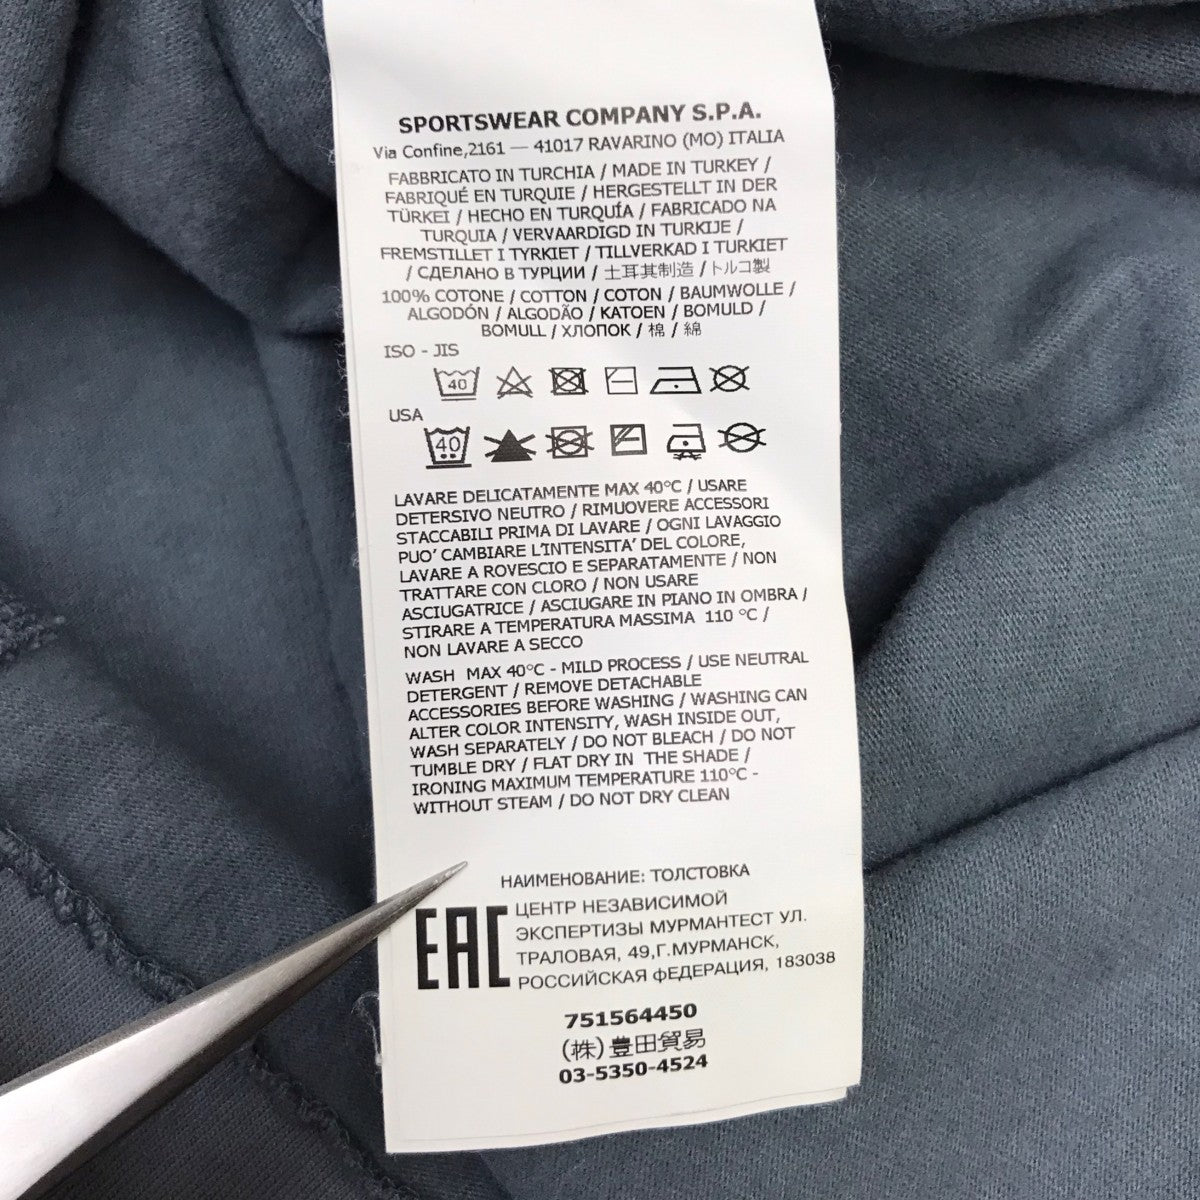 SPORTSWEAR COMPANY S.P.A.
Via Confine,2161 — 41017 RAVARINO (MO) ITALIA
FABBRICATO IN TURCHIA / MADE IN TURKEY /
FABRIQUÉ EN TURQUIE / HERGESTELLT IN DER
TÜRKEI / HECHO EN TURQUÍA / FABRICADO NA
TURQUIA / VERVAARDIGD IN TURKIJE /
FREMSTILLET I TYRKIET / TILLVERKAD I TURKIET
/ СДЕЛАНО В ТУРЦИИ / 土耳其制造 / トルコ製
100% COTONE / COTTON / COTON / BAUMWOLLE /
ALGODÓN / ALGODÃO / KATOEN / BOMULD /
BOMULL / ХЛОПОК / 棉 / 綿
ISO - JIS
40
USA
40
LAVARE DELICATAMENTE MAX 40°C / USARE
DETERSIVO NEUTRO / RIMUOVERE ACCESSORI
STACCABILI PRIMA DI LAVARE / OGNI LAVAGGIO
PUO' CAMBIARE L'INTENSITA' DEL COLORE,
LAVARE A ROVESCIO E SEPARATAMENTE / NON
TRATTARE CON CLORO / NON USARE
ASCIUGATRICE / ASCIUGARE IN PIANO IN OMBRA /
STIRARE A TEMPERATURA MASSIMA 110 °C /
NON LAVARE A SECCO
WASH MAX 40°C - MILD PROCESS / USE NEUTRAL
DETERGENT / REMOVE DETACHABLE
ACCESSORIES BEFORE WASHING / WASHING CAN
ALTER COLOR INTENSITY, WASH INSIDE OUT,
WASH SEPARATELY / DO NOT BLEACH / DO NOT
TUMBLE DRY / FLAT DRY IN THE SHADE /
IRONING MAXIMUM TEMPERATURE 110°C -
WITHOUT STEAM / DO NOT DRY CLEAN
НАИМЕНОВАНИЕ: ТОЛСТОВКА
EAC
ЦЕНТР НЕЗАВИСИМОЙ
ЭКСПЕРТИЗЫ МУРМАНТЕСТ УЛ.
ТРАЛОВАЯ, 49,Г.МУРМАНСК,
РОССИЙСКАЯ фЕДЕРАЦИЯ, 183038
751564450
(株)豊田貿易
03-5350-4524